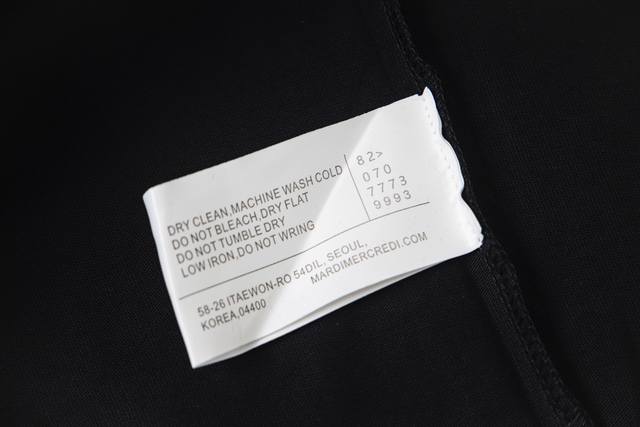 DRY CLEAN,MACHINE WASH COLD
DO NOT BLEACH,DRY FLAT
DO NOT TUMBLE DRY
LOW IRON,DO NOT WRING
82>
070
7773
9993
58-26 ITAEWON-RO 54DIL, SEOUL,
KOREA,04400
MARDIMERCREDI.COM